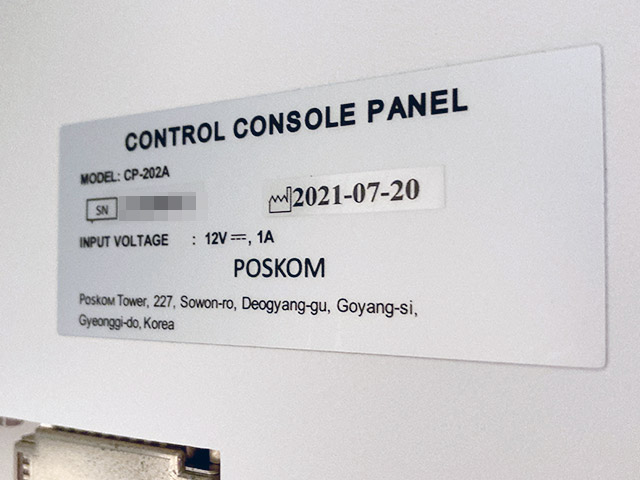 CONTROL CONSOLE PANEL
MODEL: CP-202A
SN
2021-07-20
INPUT VOLTAGE : 12V⎓, 1A
POSKOM
POSKOM Tower, 227, Sowon-ro, Deogyang-gu, Goyang-si,
Gyeonggi-do, Korea